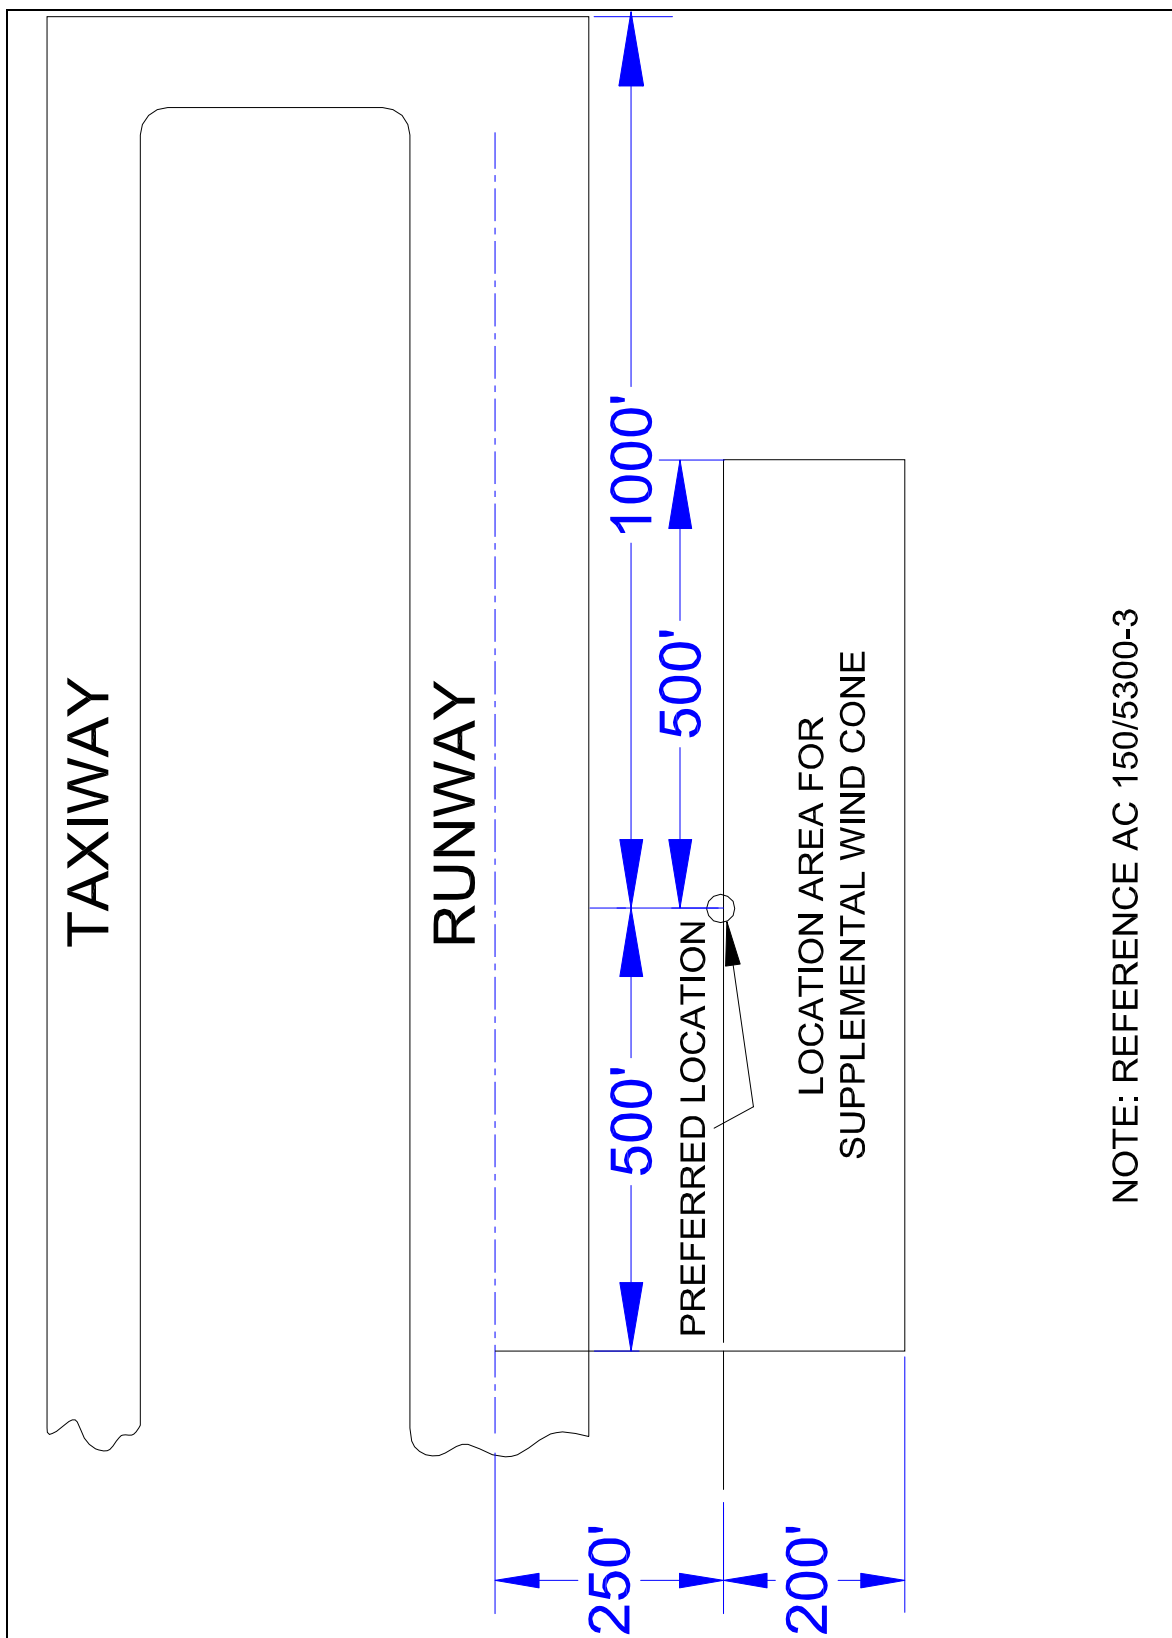 TAXIWAY
RUNWAY
1000'
500'
500'
PREFERRED LOCATION
LOCATION AREA FOR
SUPPLEMENTAL WIND CONE
250'
200'
NOTE: REFERENCE AC 150/5300-3